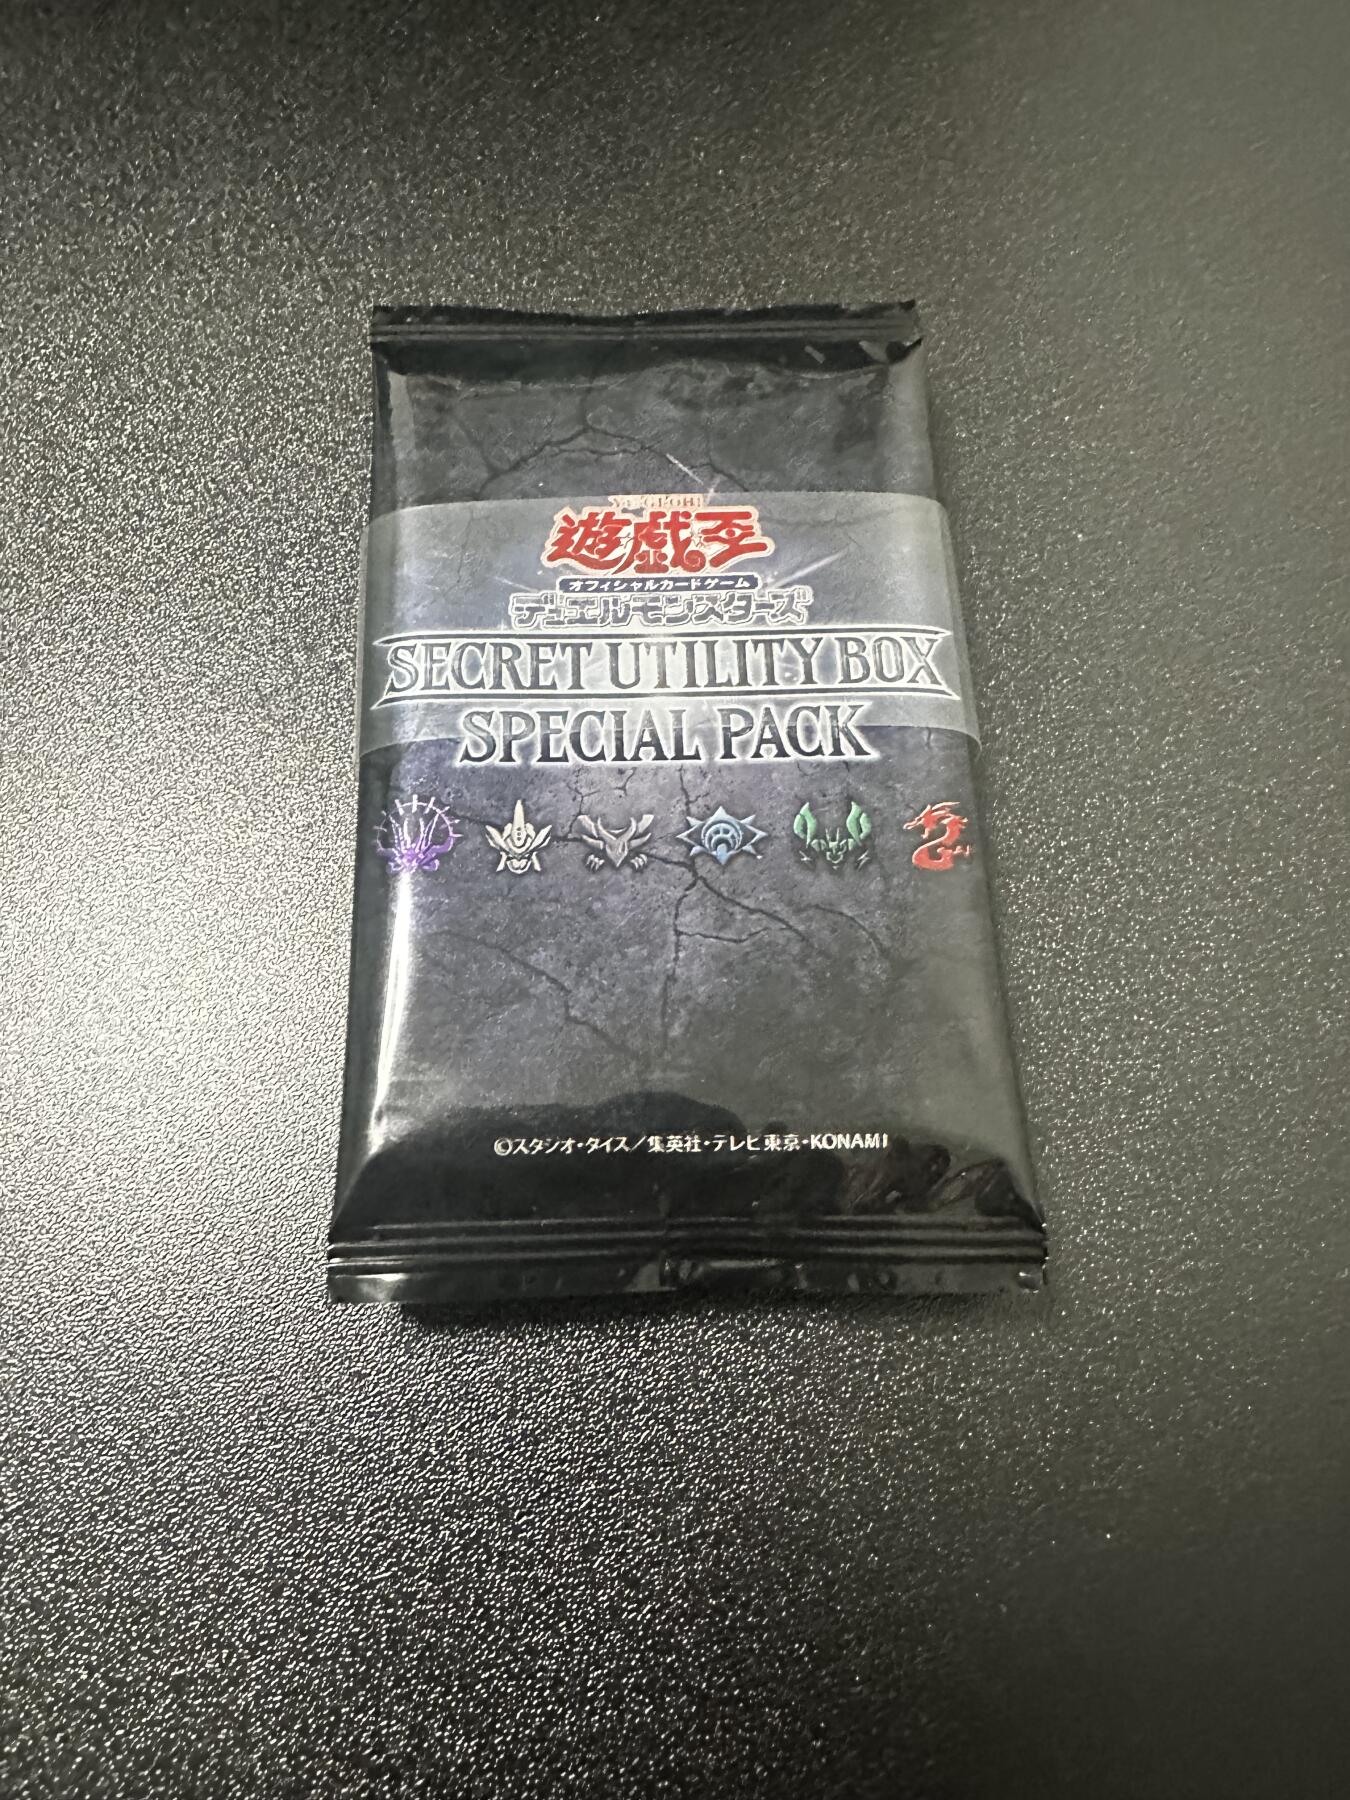 YU-GI-OH!
遊戯王
オフィシャルカードゲーム
デュエルモンスターズ
SECRET UTILITY BOX
SPECIAL PACK
©スタジオ・ダイス/集英社・テレビ東京・KONAMI